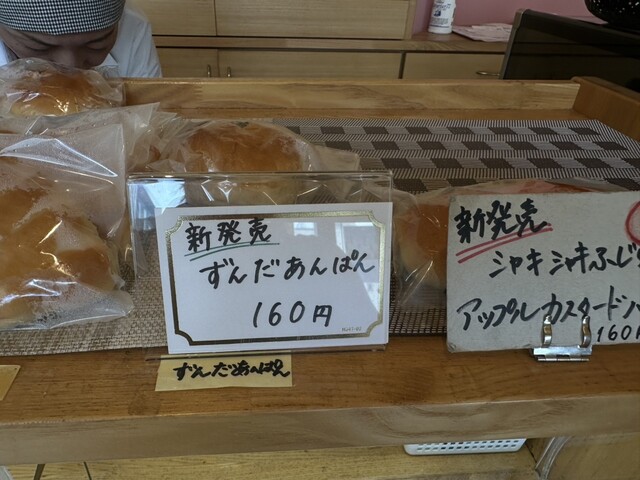 新発売
ずんだあんぱん
160円
ずんだあんぱん
新発売
シャキシャキふじ
アップルカスタード
160